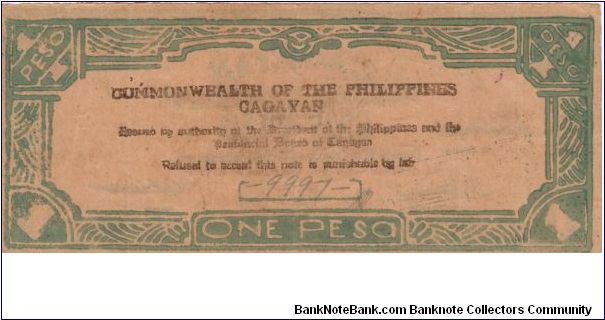 1 PESO 1 PESO
COMMONWEALTH OF THE PHILIPPINES
CAGAYAN
Issued by authority of the President of the Philippines and the
Provincial Board of Cagayan
Refusal to accept this note is punishable by law
-9997-
ONE PESO
BankNoteBank.com Banknote Collectors Community